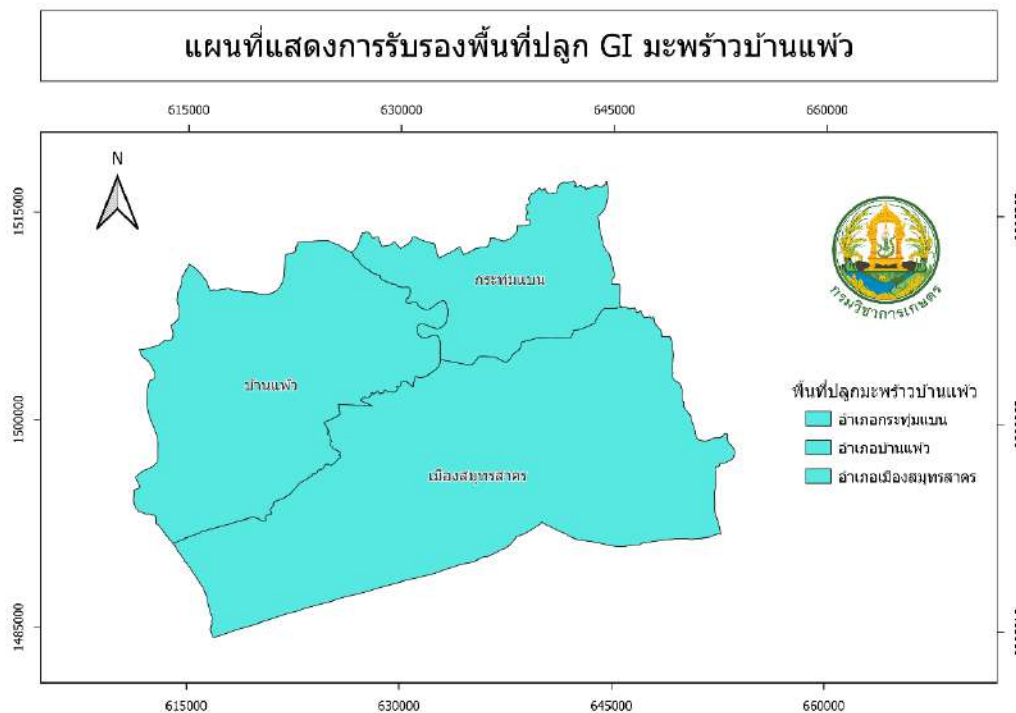 แผนที่แสดงการรับรองพื้นที่ปลูก GI มะพร้าวบ้านแพ้ว
615000 630000 645000 660000
N
1515000
กระทุ่มแบน
กรมวิชาการเกษตร
บ้านแพ้ว
พื้นที่ปลูกมะพร้าวบ้านแพ้ว
1500000
อำเภอกระทุ่มแบน
อำเภอบ้านแพ้ว
เมืองสมุทรสาคร
อำเภอเมืองสมุทรสาคร
1485000
615000 630000 645000 660000